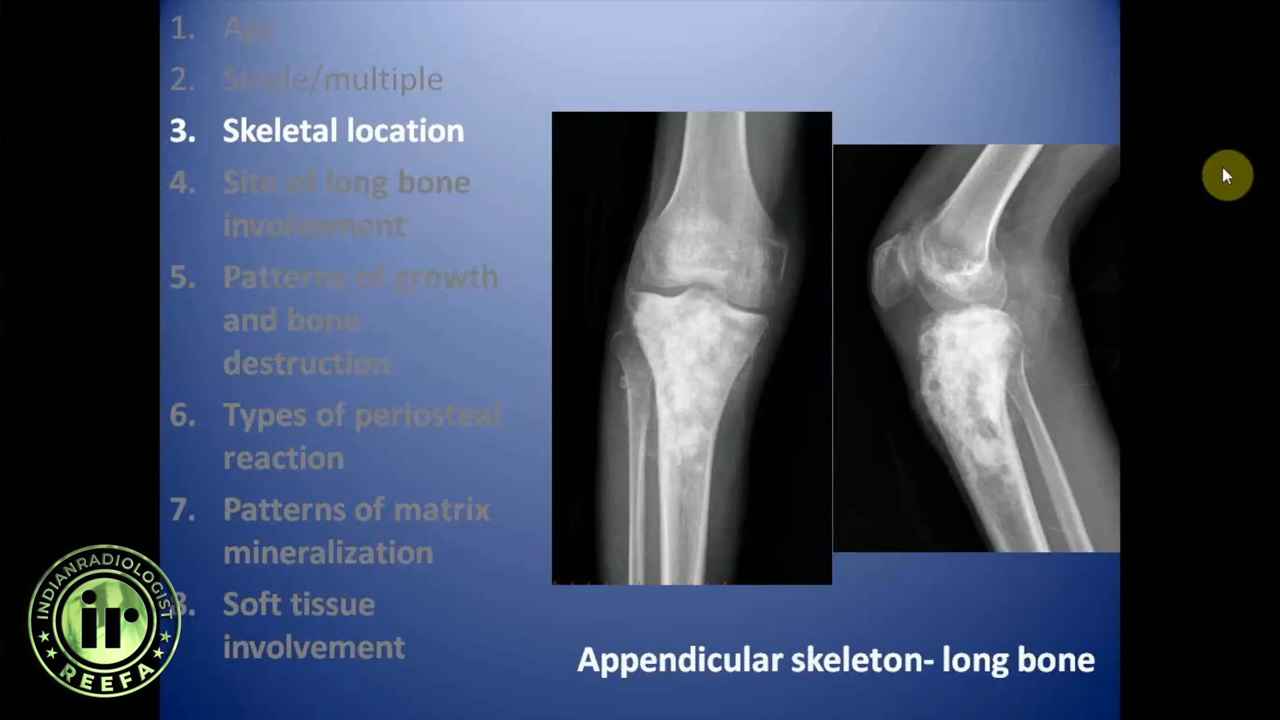 1. Age
2. Single/multiple
3. Skeletal location
4. Site of long bone
involvement
5. Patterns of growth
and bone
destruction
6. Types of periosteal
reaction
7. Patterns of matrix
mineralization
8. Soft tissue
involvement
Appendicular skeleton- long bone
INDIANRADIOLOGIST
ir
REEFA